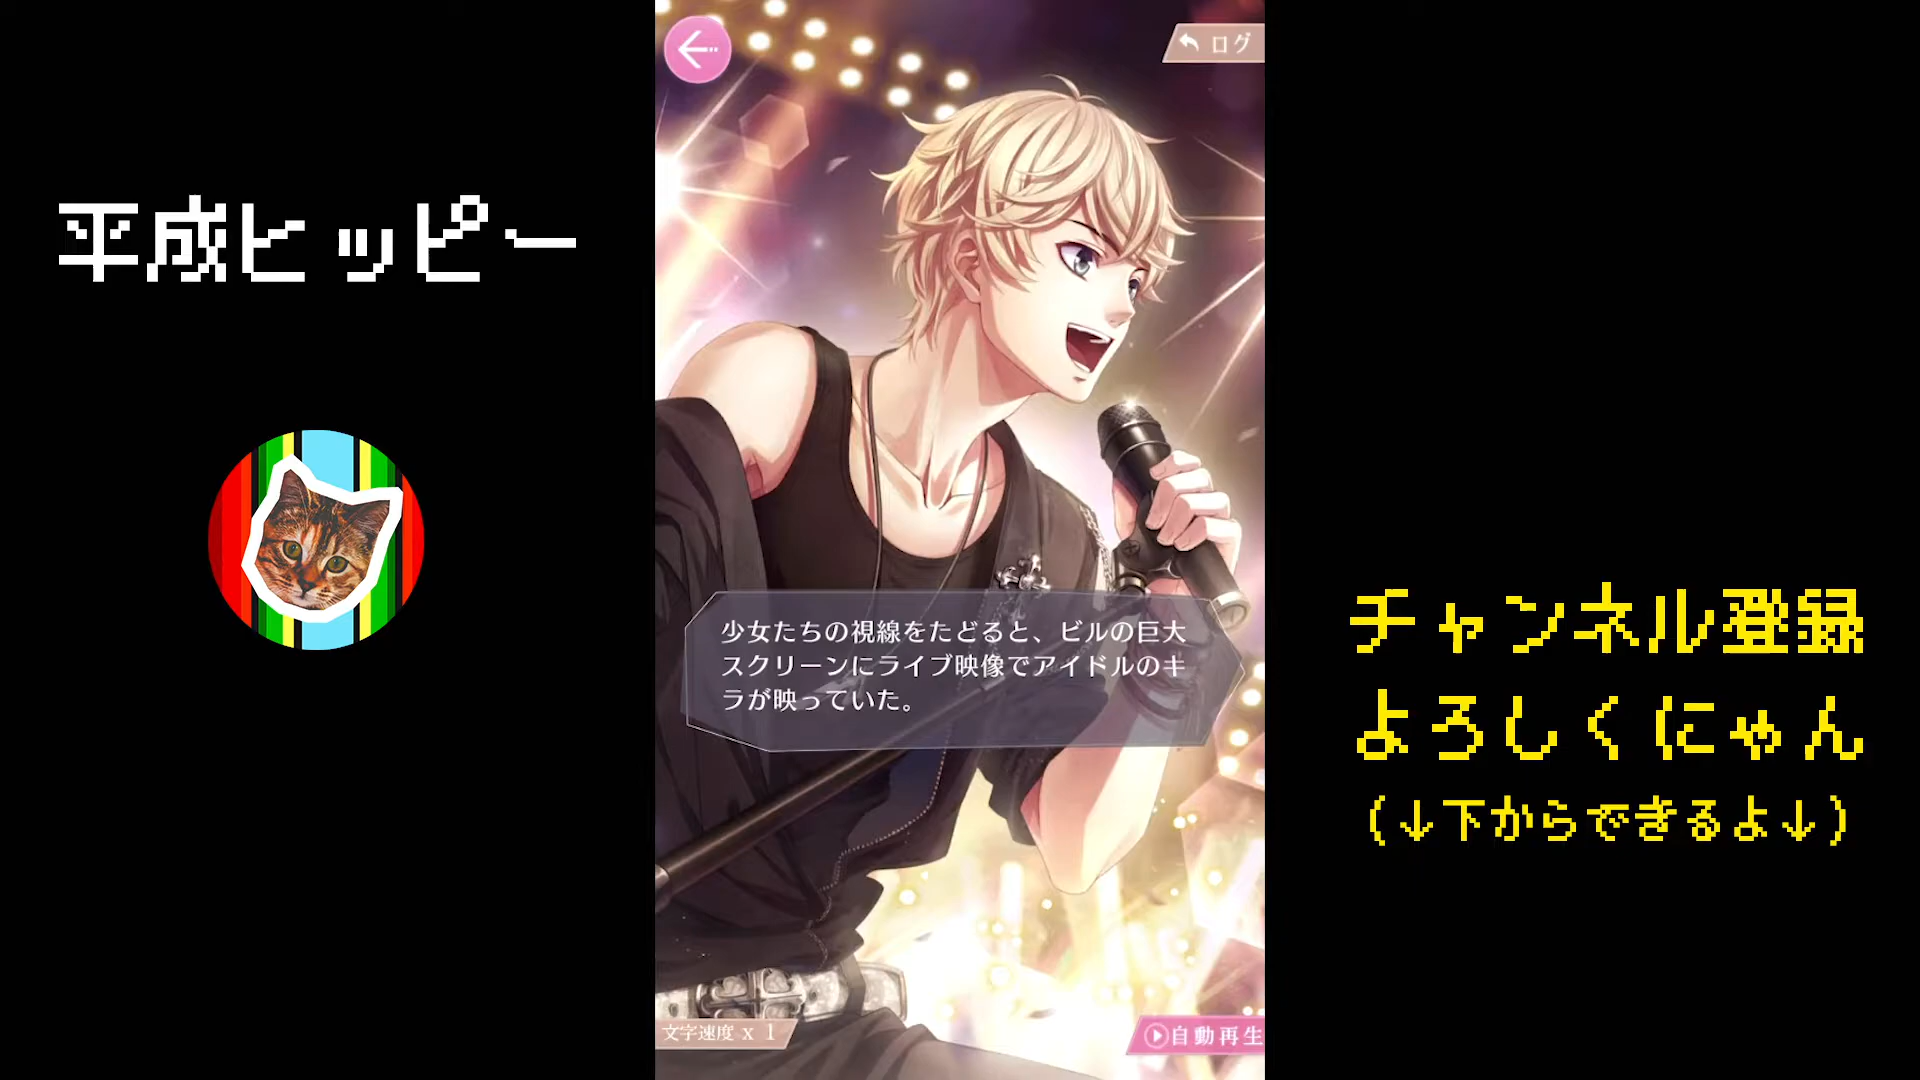 ログ
平成ヒッピー
少女たちの視線をたどると、ビルの巨大
スクリーンにライブ映像でアイドルのキ
ラが映っていた。
チャンネル登録
よろしくにゃん
(↓下からできるよ↓)
文字速度 x 1
自動再生